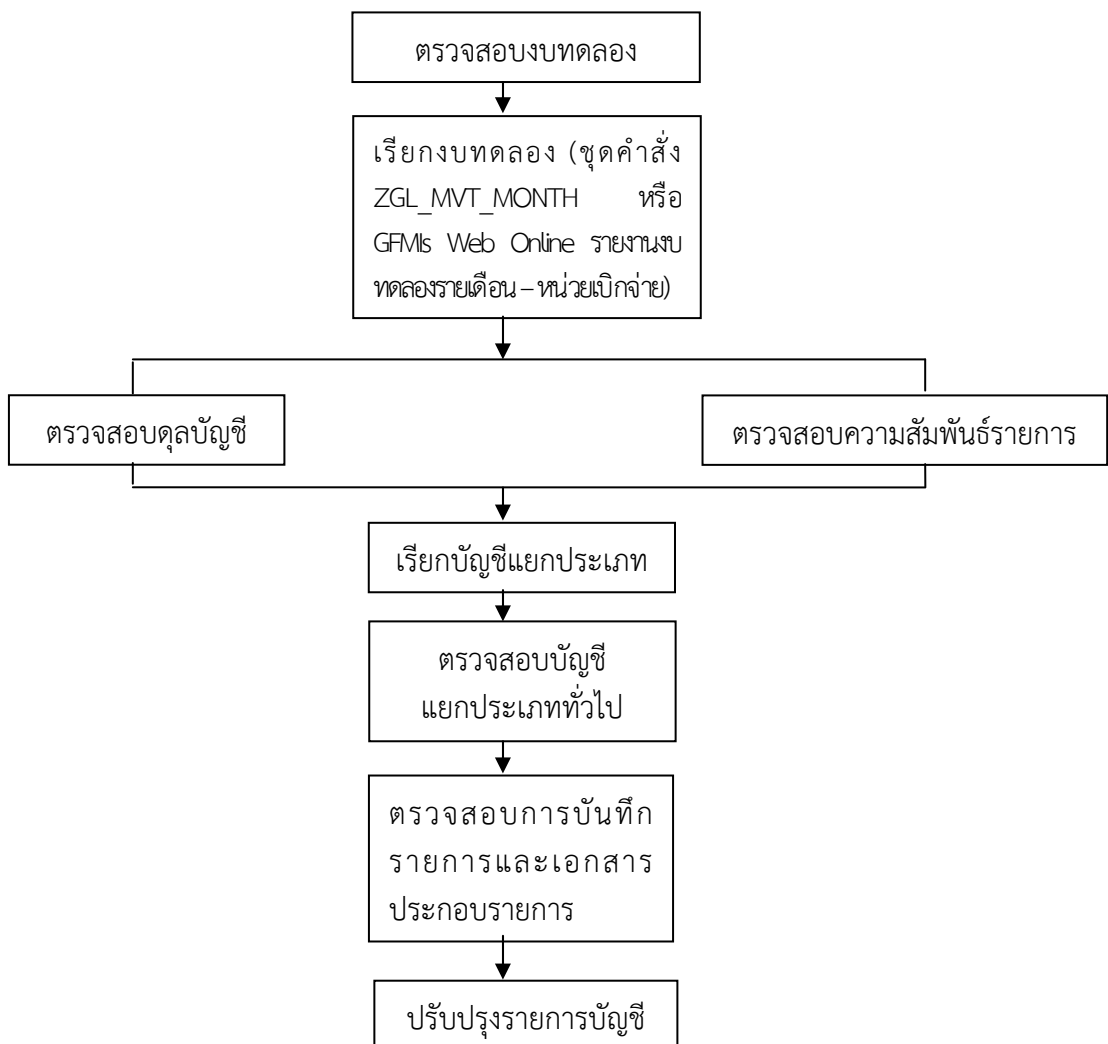 ตรวจสอบงบทดลอง
เรียกงบทดลอง (ชุดคำสั่ง
ZGL_MVT_MONTH หรือ
GFMIs Web Online รายงานงบ
ทดลองรายเดือน – หน่วยเบิกจ่าย)
ตรวจสอบดุลบัญชี
ตรวจสอบความสัมพันธ์รายการ
เรียกบัญชีแยกประเภท
ตรวจสอบบัญชี
แยกประเภททั่วไป
ตรวจสอบการบันทึก
รายการและเอกสาร
ประกอบรายการ
ปรับปรุงรายการบัญชี